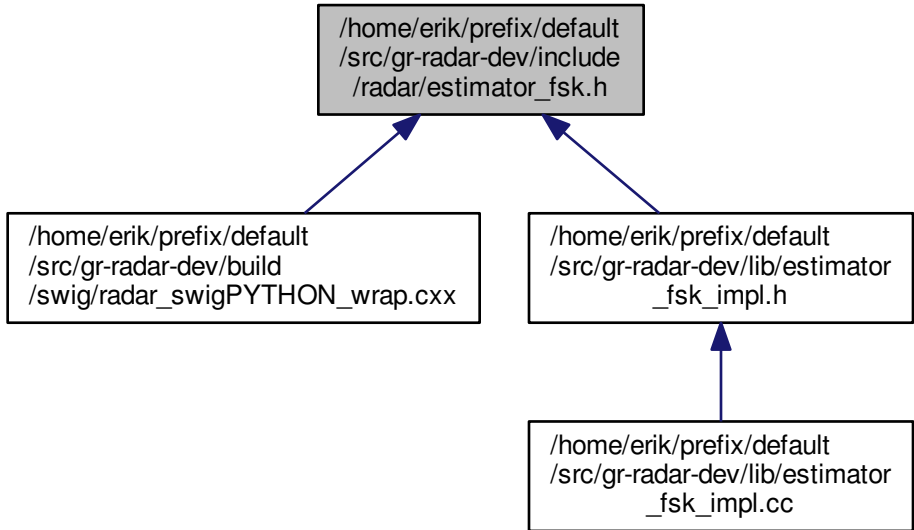 /home/erik/prefix/default
/src/gr-radar-dev/include
/radar/estimator_fsk.h
/home/erik/prefix/default
/src/gr-radar-dev/build
/swig/radar_swigPYTHON_wrap.cxx
/home/erik/prefix/default
/src/gr-radar-dev/lib/estimator
_fsk_impl.h
/home/erik/prefix/default
/src/gr-radar-dev/lib/estimator
_fsk_impl.cc